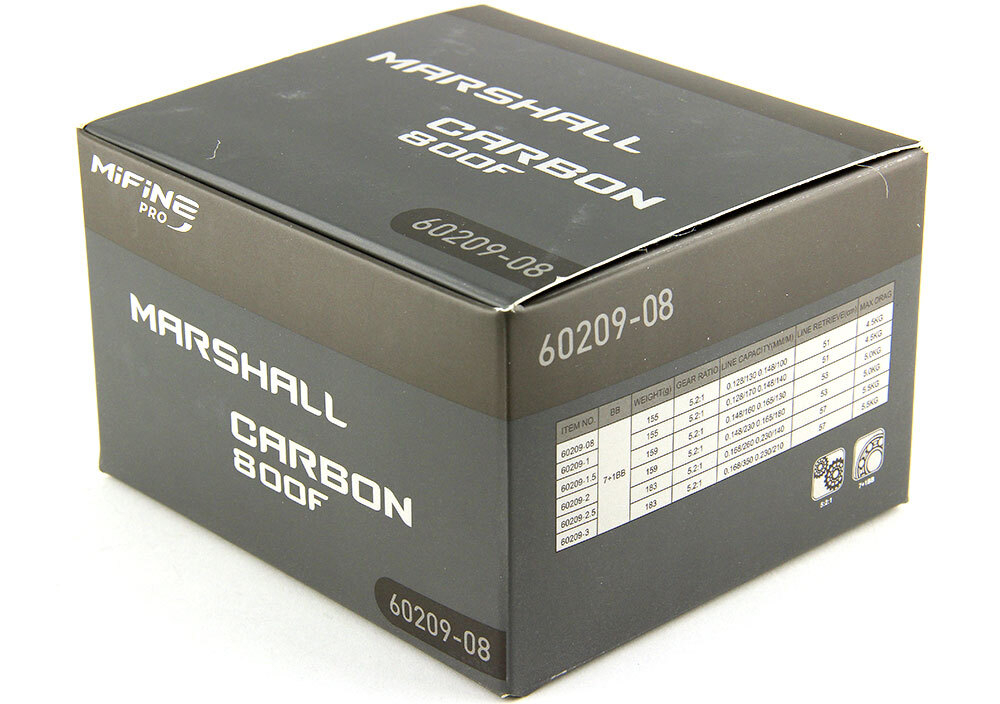 MARSHALL
CARBON
800F
60209-08
MiFiNE
PRO
MARSHALL
CARBON
800F
60209-08
60209-08
ITEM NO. BB WEIGHT(g) GEAR RATIO LINE CAPACITY(MM/M) LINE RETRIEVE(cm) MAX DRAG
60209-08 7+1BB 155 5.2:1 0.128/130 0.148/100 51 4.5KG
60209-1 155 5.2:1 0.128/170 0.148/140 51 4.5KG
60209-1.5 159 5.2:1 0.148/160 0.165/130 53 5.0KG
60209-2 159 5.2:1 0.148/230 0.165/180 53 5.0KG
60209-2.5 183 5.2:1 0.168/260 0.230/140 57 5.5KG
60209-3 183 5.2:1 0.168/350 0.230/210 57 5.5KG
5.2:1
7+1BB